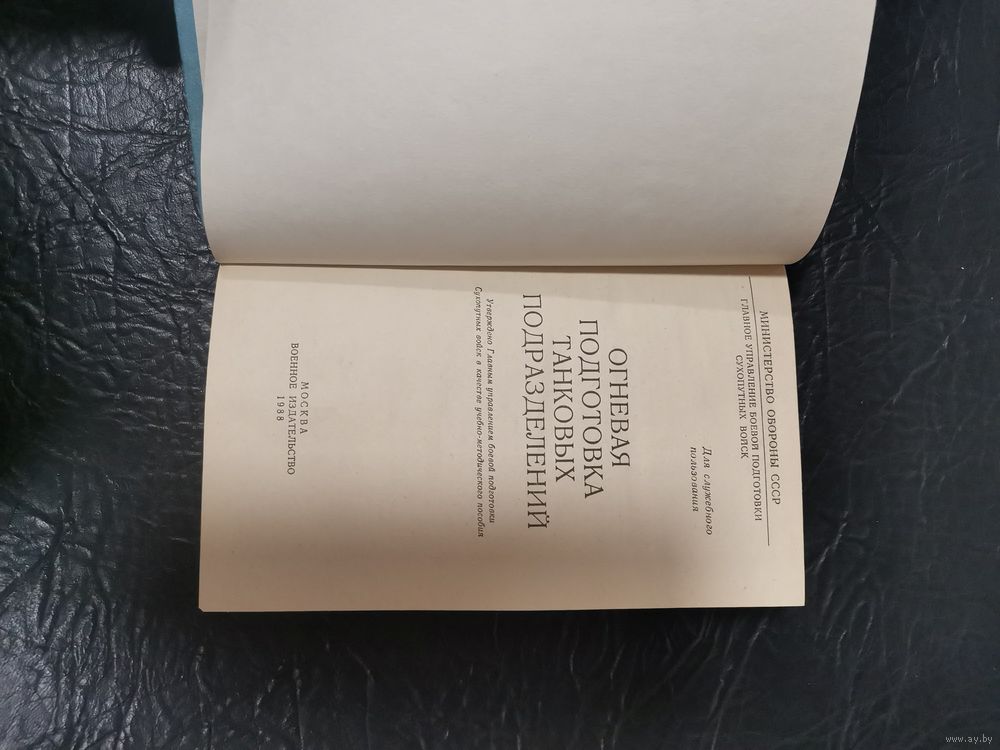 МИНИСТЕРСТВО ОБОРОНЫ СССР
ГЛАВНОЕ УПРАВЛЕНИЕ БОЕВОЙ ПОДГОТОВКИ
СУХОПУТНЫХ ВОЙСК
Для служебного
пользования
ОГНЕВАЯ
ПОДГОТОВКА
ТАНКОВЫХ
ПОДРАЗДЕЛЕНИЙ
Утверждено Главным управлением боевой подготовки
Сухопутных войск в качестве учебно-методического пособия
МОСКВА
ВОЕННОЕ ИЗДАТЕЛЬСТВО
1988
www.ay.by